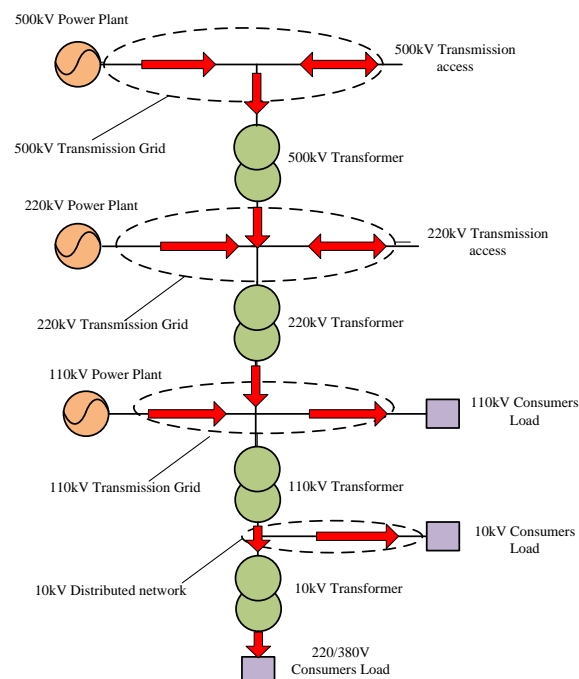 500kV Power Plant
500kV Transmission
access
500kV Transmission Grid
500kV Transformer
220kV Power Plant
220kV Transmission
access
220kV Transmission Grid
220kV Transformer
110kV Power Plant
110kV Consumers
Load
110kV Transmission Grid
110kV Transformer
10kV Consumers
Load
10kV Distributed network
10kV Transformer
220/380V
Consumers Load